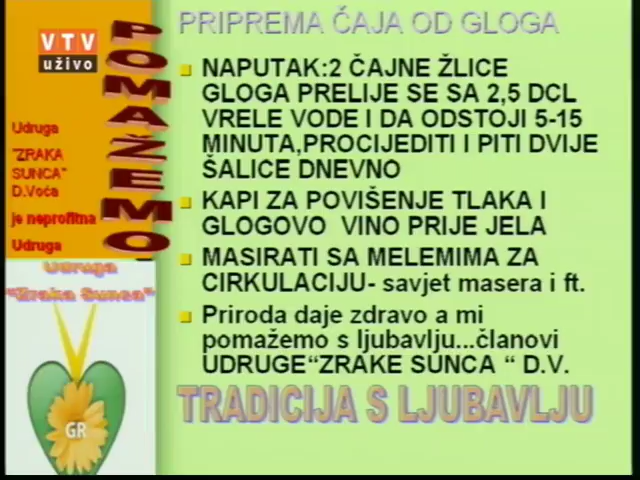 VTV
uživo
POMAŽEMO
Udruga
"ZRAKA
SUNCA"
D.Voća
je neprofitna
Udruga
Udruga
"Zraka Sunca"
GR
PRIPREMA ČAJA OD GLOGA
NAPUTAK:2 ČAJNE ŽLICE
GLOGA PRELIJE SE SA 2,5 DCL
VRELE VODE I DA ODSTOJI 5-15
MINUTA,PROCIJEDITI I PITI DVIJE
ŠALICE DNEVNO
KAPI ZA POVIŠENJE TLAKA I
GLOGOVO VINO PRIJE JELA
MASIRATI SA MELEMIMA ZA
CIRKULACIJU- savjet masera i ft.
Priroda daje zdravo a mi
pomažemo s ljubavlju...članovi
UDRUGE"ZRAKE SUNCA " D.V.
TRADICIJA S LJUBAVLJU